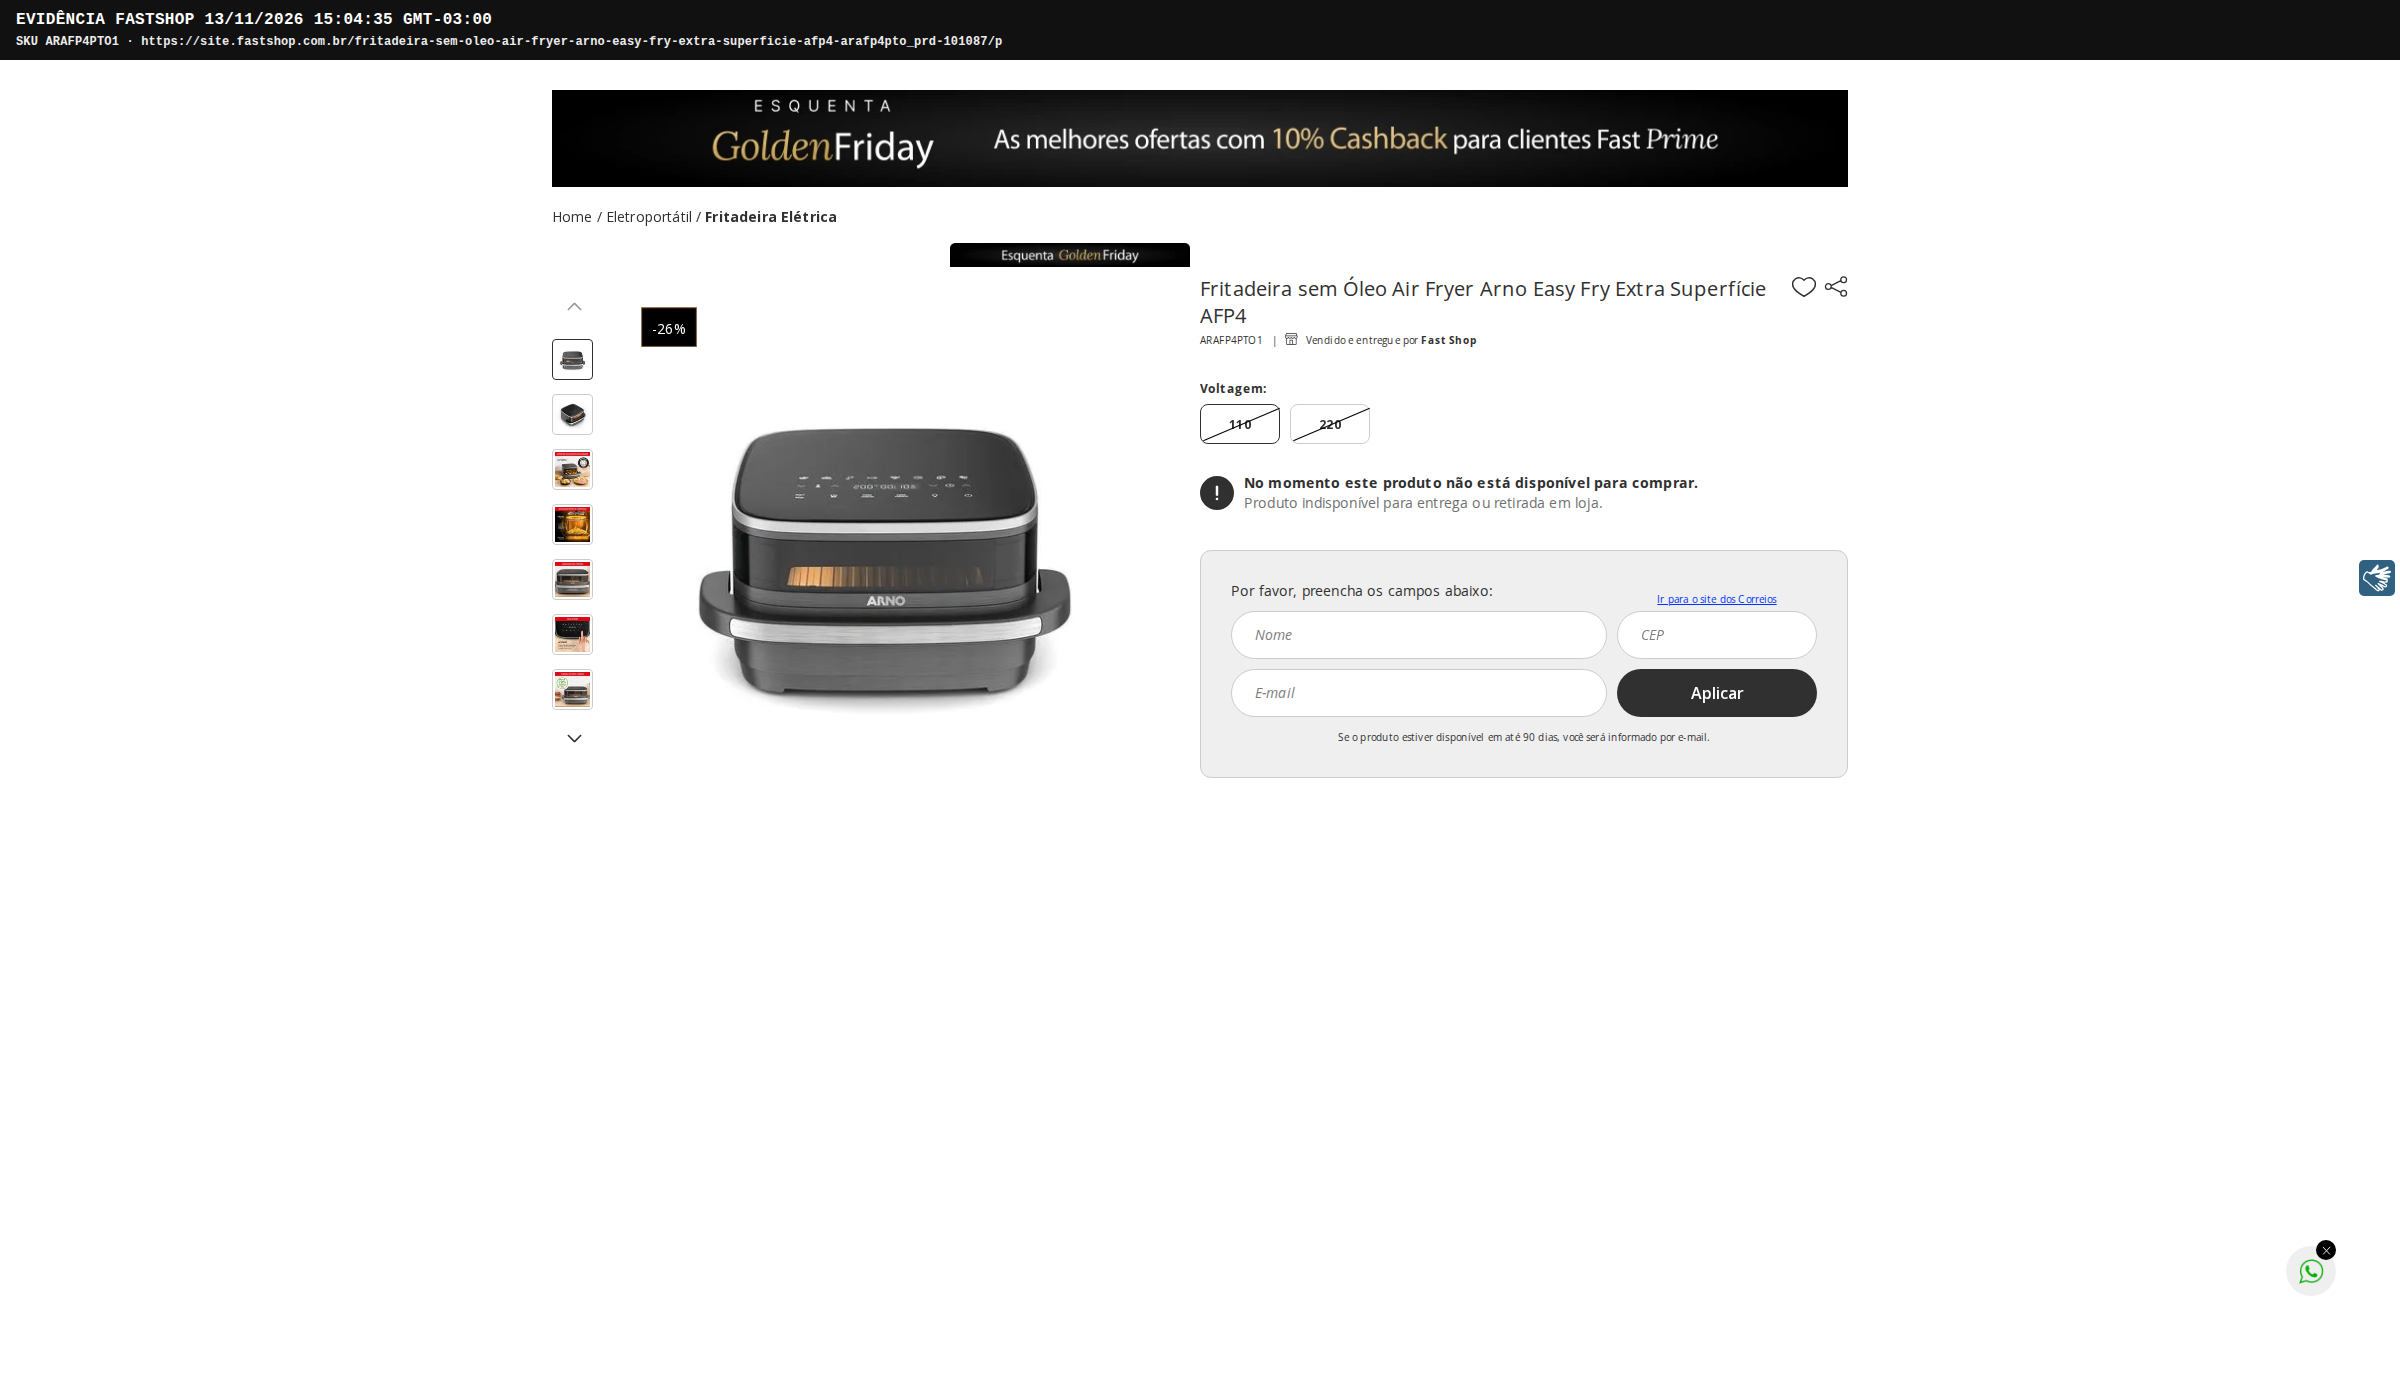 EVIDÊNCIA FASTSHOP 13/11/2026 15:04:35 GMT-03:00
SKU ARAFP4PTO1 · https://site.fastshop.com.br/fritadeira-sem-oleo-air-fryer-arno-easy-fry-extra-superficie-afp4-arafp4pto_prd-101087/p
ESQUENTA
GoldenFriday
As melhores ofertas com 10% Cashback para clientes Fast Prime
Home / Eletroportátil / Fritadeira Elétrica
Esquenta GoldenFriday
-26%
ARNO
Fritadeira sem Óleo Air Fryer Arno Easy Fry Extra Superfície
AFP4
ARAFP4PTO1 | Vendido e entregue por Fast Shop
Voltagem:
110 220
No momento este produto não está disponível para comprar.
Produto indisponível para entrega ou retirada em loja.
Por favor, preencha os campos abaixo:
Ir para o site dos Correios
Nome CEP
E-mail Aplicar
Se o produto estiver disponível em até 90 dias, você será informado por e-mail.